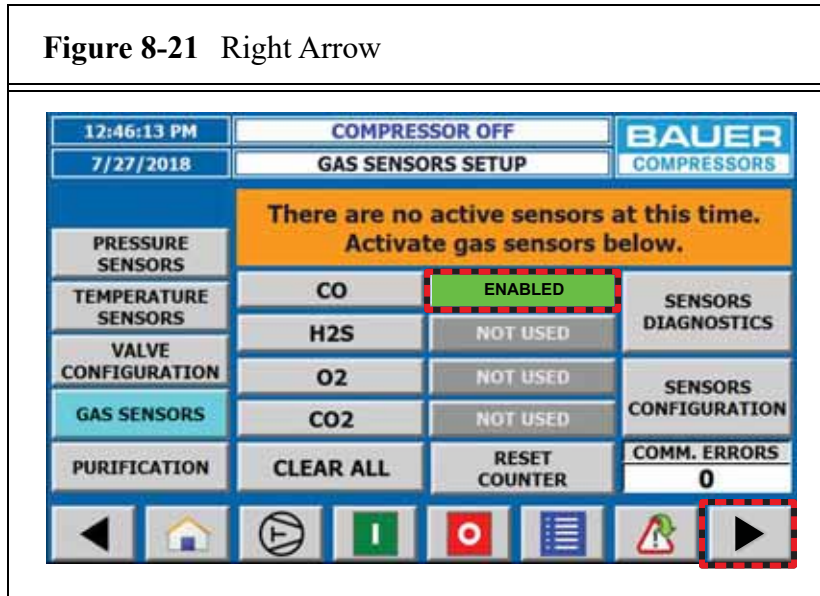 Figure 8-21 Right Arrow
12:46:13 PM
COMPRESSOR OFF
BAUER
COMPRESSORS
7/27/2018
GAS SENSORS SETUP
There are no active sensors at this time.
Activate gas sensors below.
PRESSURE
SENSORS
TEMPERATURE
SENSORS
VALVE
CONFIGURATION
GAS SENSORS
PURIFICATION
CO
ENABLED
H2S
NOT USED
O2
NOT USED
CO2
NOT USED
CLEAR ALL
RESET
COUNTER
SENSORS
DIAGNOSTICS
SENSORS
CONFIGURATION
COMM. ERRORS
0